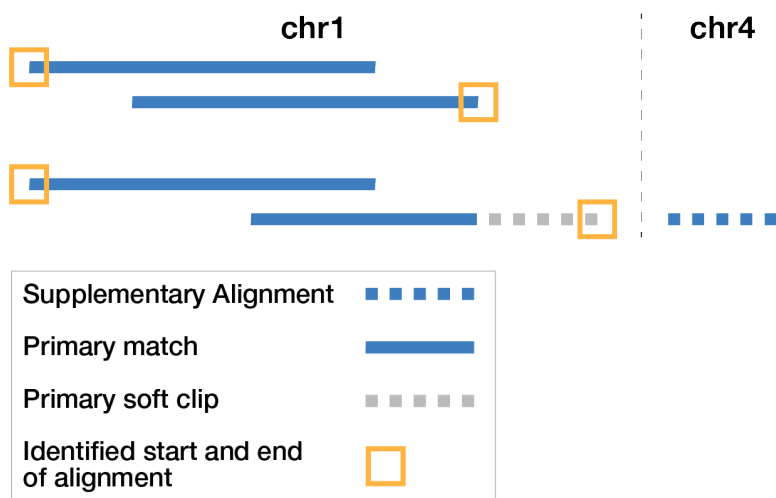 chr1
chr4
Supplementary Alignment
Primary match
Primary soft clip
Identified start and end
of alignment